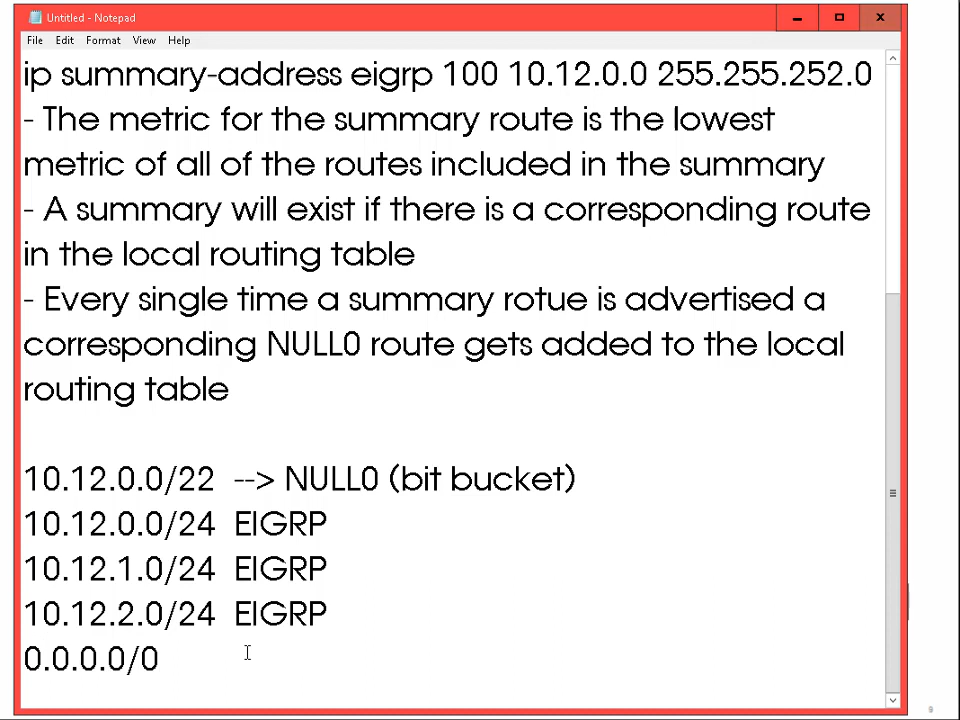 Untitled - Notepad
File Edit Format View Help
ip summary-address eigrp 100 10.12.0.0 255.255.252.0
- The metric for the summary route is the lowest
metric of all of the routes included in the summary
- A summary will exist if there is a corresponding route
in the local routing table
- Every single time a summary rotue is advertised a
corresponding NULL0 route gets added to the local
routing table
10.12.0.0/22 --> NULL0 (bit bucket)
10.12.0.0/24 EIGRP
10.12.1.0/24 EIGRP
10.12.2.0/24 EIGRP
0.0.0.0/0